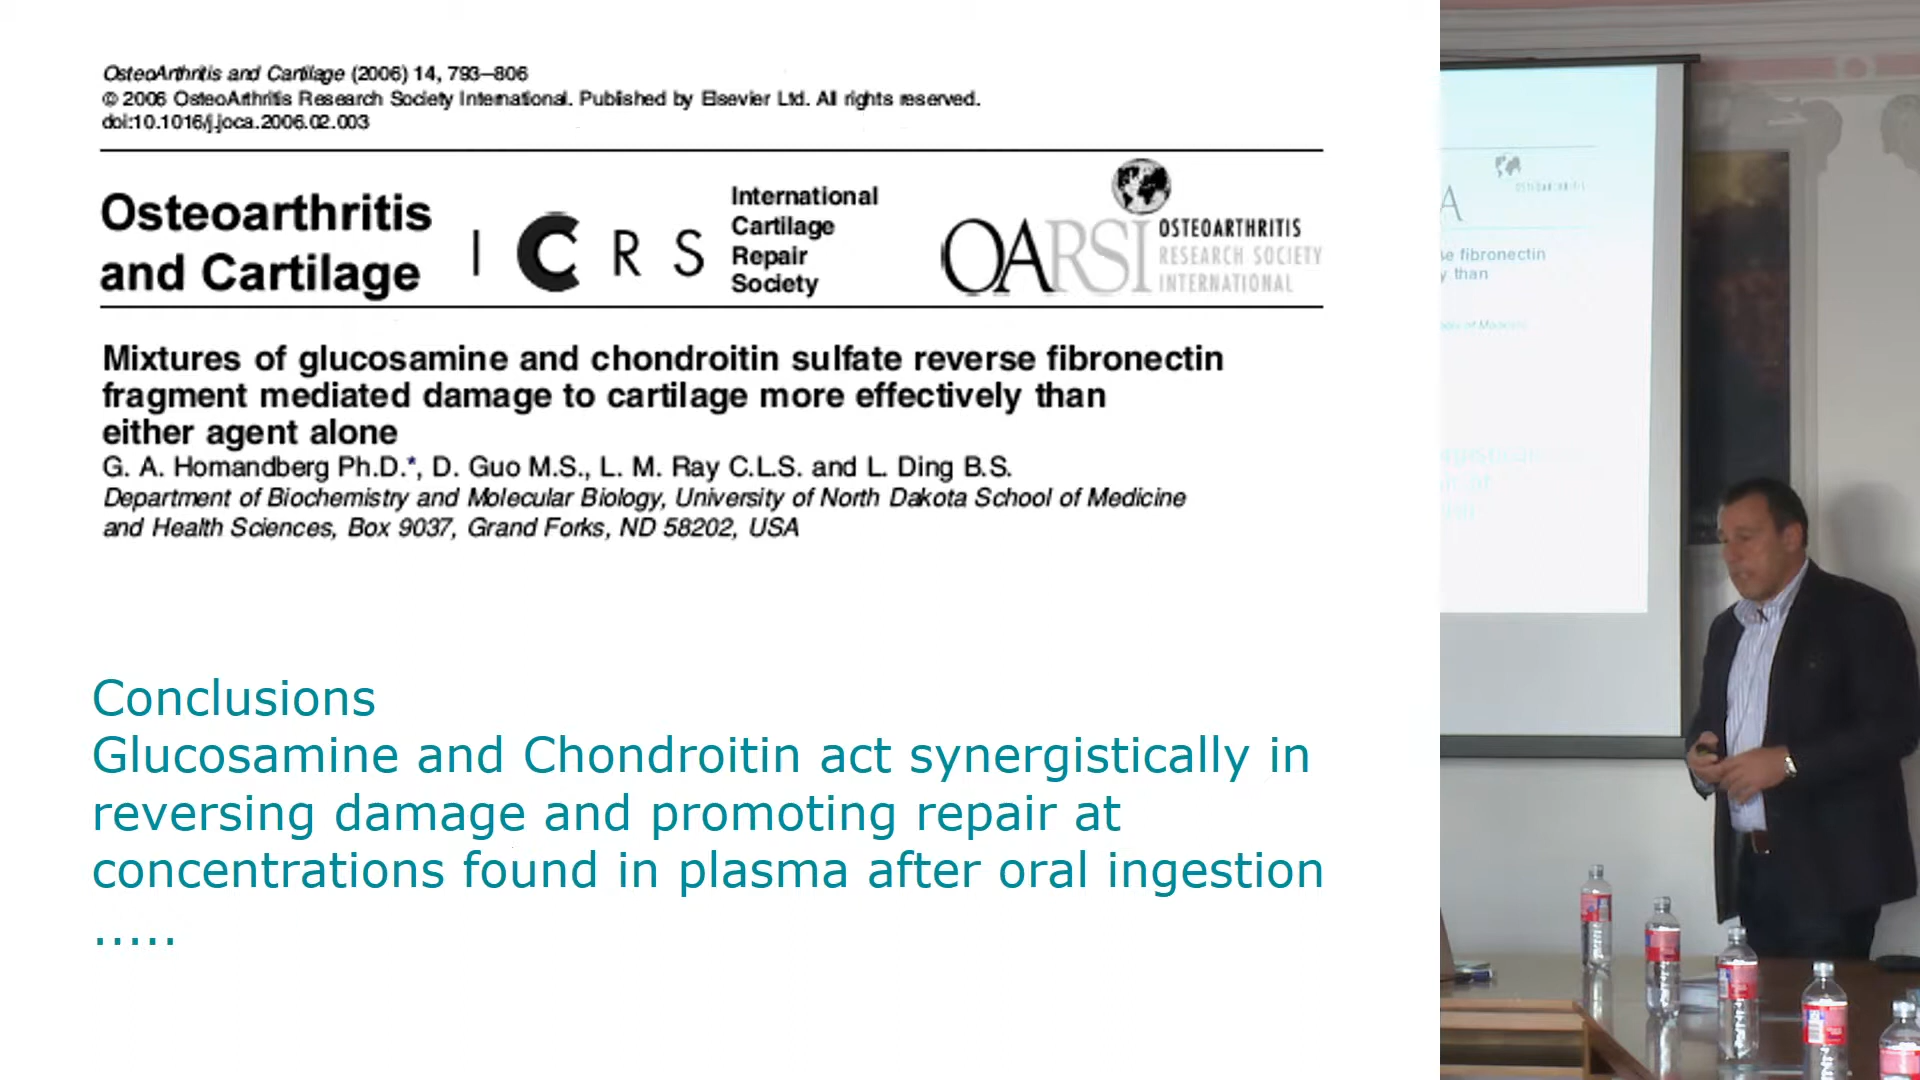 OsteoArthritis and Cartilage (2006) 14, 793–806
© 2006 OsteoArthritis Research Society International. Published by Elsevier Ltd. All rights reserved.
doi:10.1016/j.joca.2006.02.003
Osteoarthritis
and Cartilage
I C R S
International
Cartilage
Repair
Society
OARSI
OSTEOARTHRITIS
RESEARCH SOCIETY
INTERNATIONAL
Mixtures of glucosamine and chondroitin sulfate reverse fibronectin
fragment mediated damage to cartilage more effectively than
either agent alone
G. A. Homandberg Ph.D.*, D. Guo M.S., L. M. Ray C.L.S. and L. Ding B.S.
Department of Biochemistry and Molecular Biology, University of North Dakota School of Medicine
and Health Sciences, Box 9037, Grand Forks, ND 58202, USA
Conclusions
Glucosamine and Chondroitin act synergistically in
reversing damage and promoting repair at
concentrations found in plasma after oral ingestion
.....
fibronectin
than